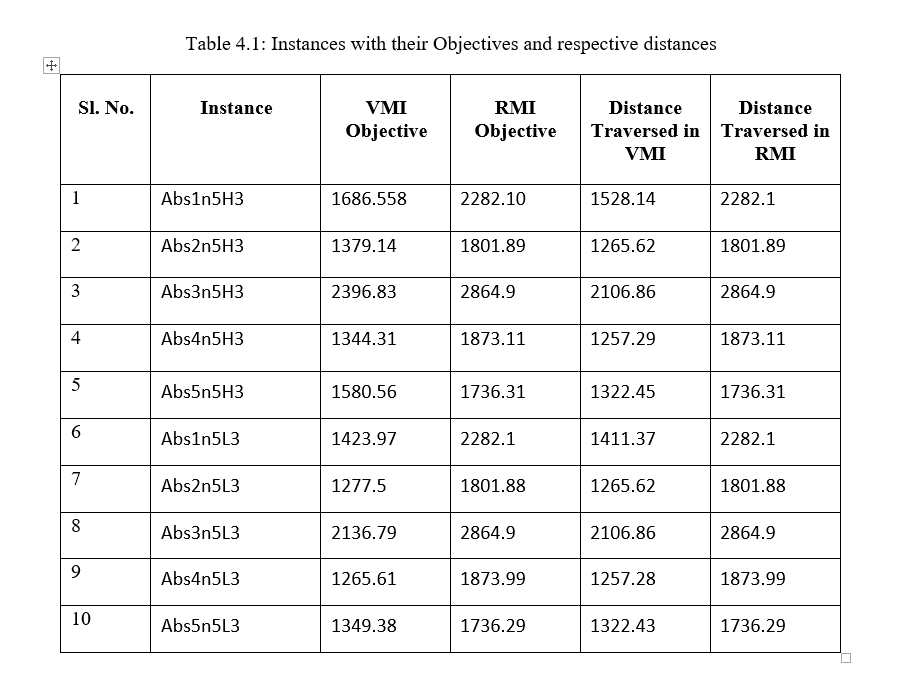 Table 4.1: Instances with their Objectives and respective distances
Sl. No. Instance VMI Objective RMI Objective Distance Traversed in VMI Distance Traversed in RMI
1 Abs1n5H3 1686.558 2282.10 1528.14 2282.1
2 Abs2n5H3 1379.14 1801.89 1265.62 1801.89
3 Abs3n5H3 2396.83 2864.9 2106.86 2864.9
4 Abs4n5H3 1344.31 1873.11 1257.29 1873.11
5 Abs5n5H3 1580.56 1736.31 1322.45 1736.31
6 Abs1n5L3 1423.97 2282.1 1411.37 2282.1
7 Abs2n5L3 1277.5 1801.88 1265.62 1801.88
8 Abs3n5L3 2136.79 2864.9 2106.86 2864.9
9 Abs4n5L3 1265.61 1873.99 1257.28 1873.99
10 Abs5n5L3 1349.38 1736.29 1322.43 1736.29